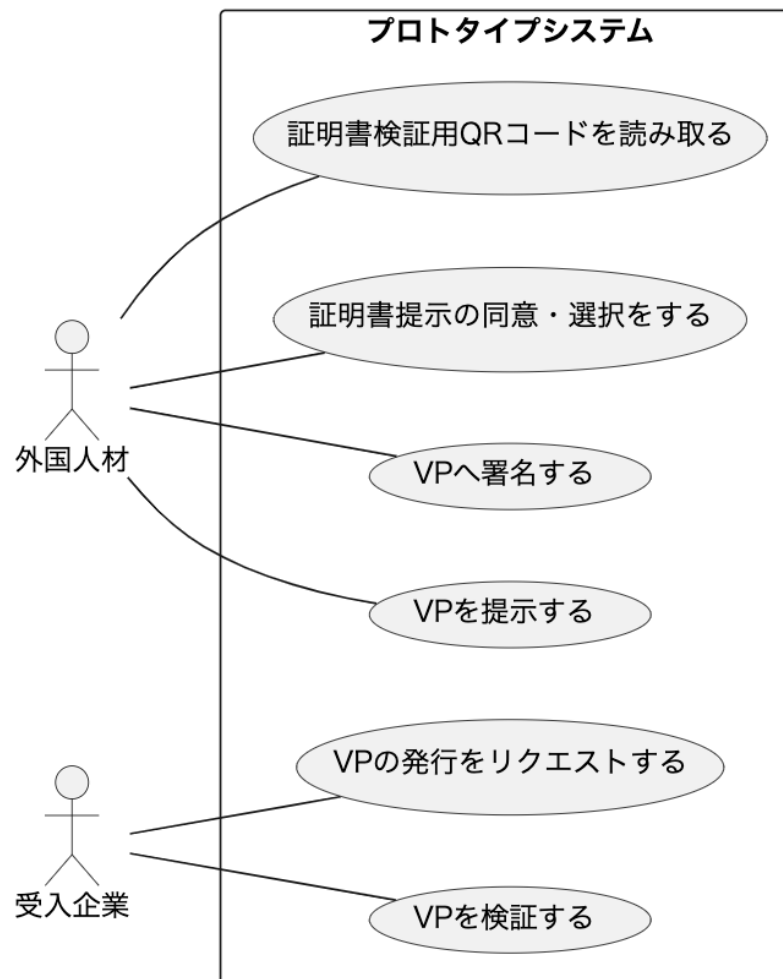 プロトタイプシステム
証明書検証用QRコードを読み取る
証明書提示の同意・選択をする
外国人材
VPへ署名する
VPを提示する
VPの発行をリクエストする
受入企業
VPを検証する